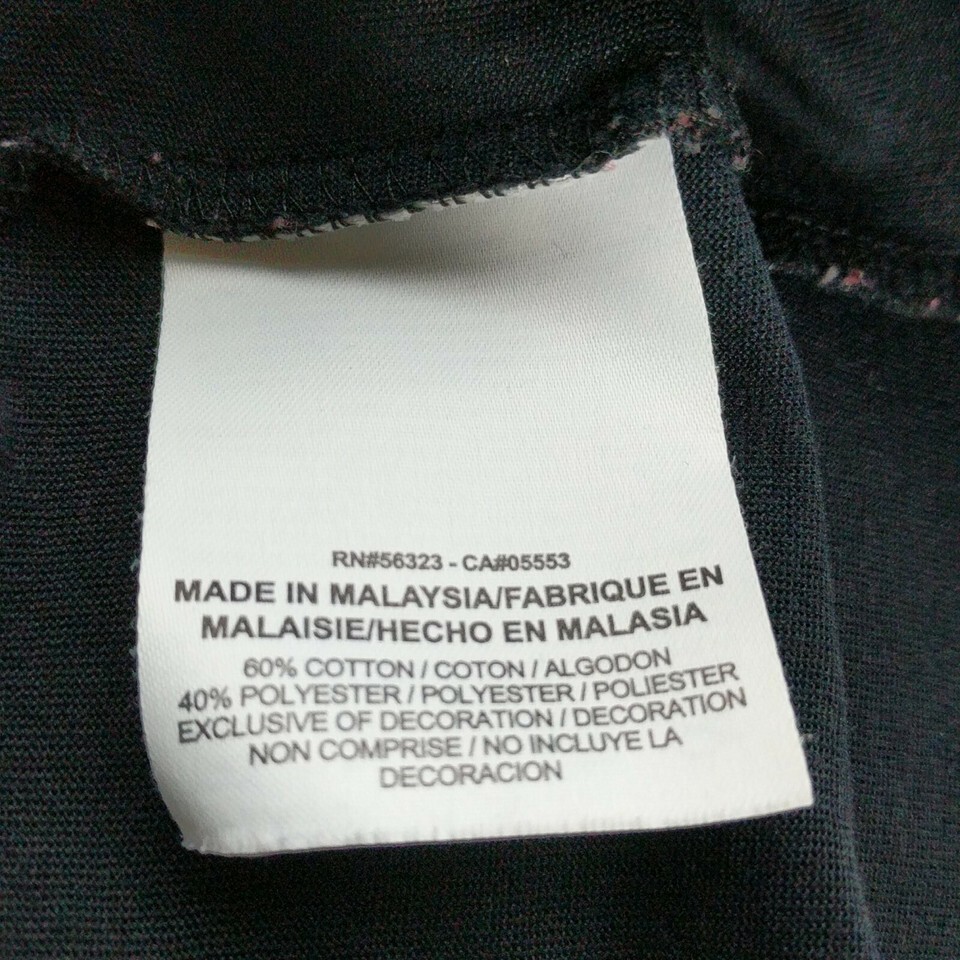 RN#56323 - CA#05553
MADE IN MALAYSIA/FABRIQUE EN
MALAISIE/HECHO EN MALASIA
60% COTTON / COTON / ALGODON
40% POLYESTER / POLYESTER / POLIESTER
EXCLUSIVE OF DECORATION / DECORATION
NON COMPRISE / NO INCLUYE LA
DECORACION